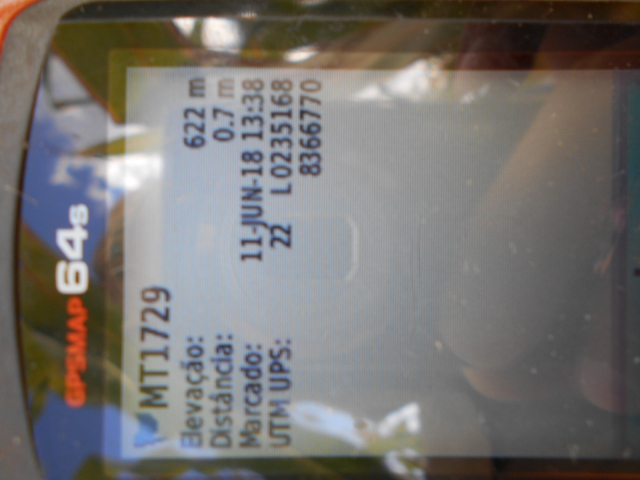 GPSMAP 64s
MT1729
Elevação: 622 m
Distância: 0.7 m
Marcado: 11-JUN-18 13:38
UTM UPS: 22 L 0235168
8366770